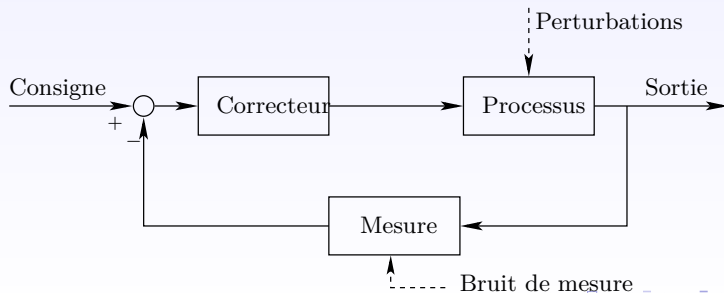 Perturbations
Consigne
Correcteur
Processus
Sortie
+
−
Mesure
Bruit de mesure